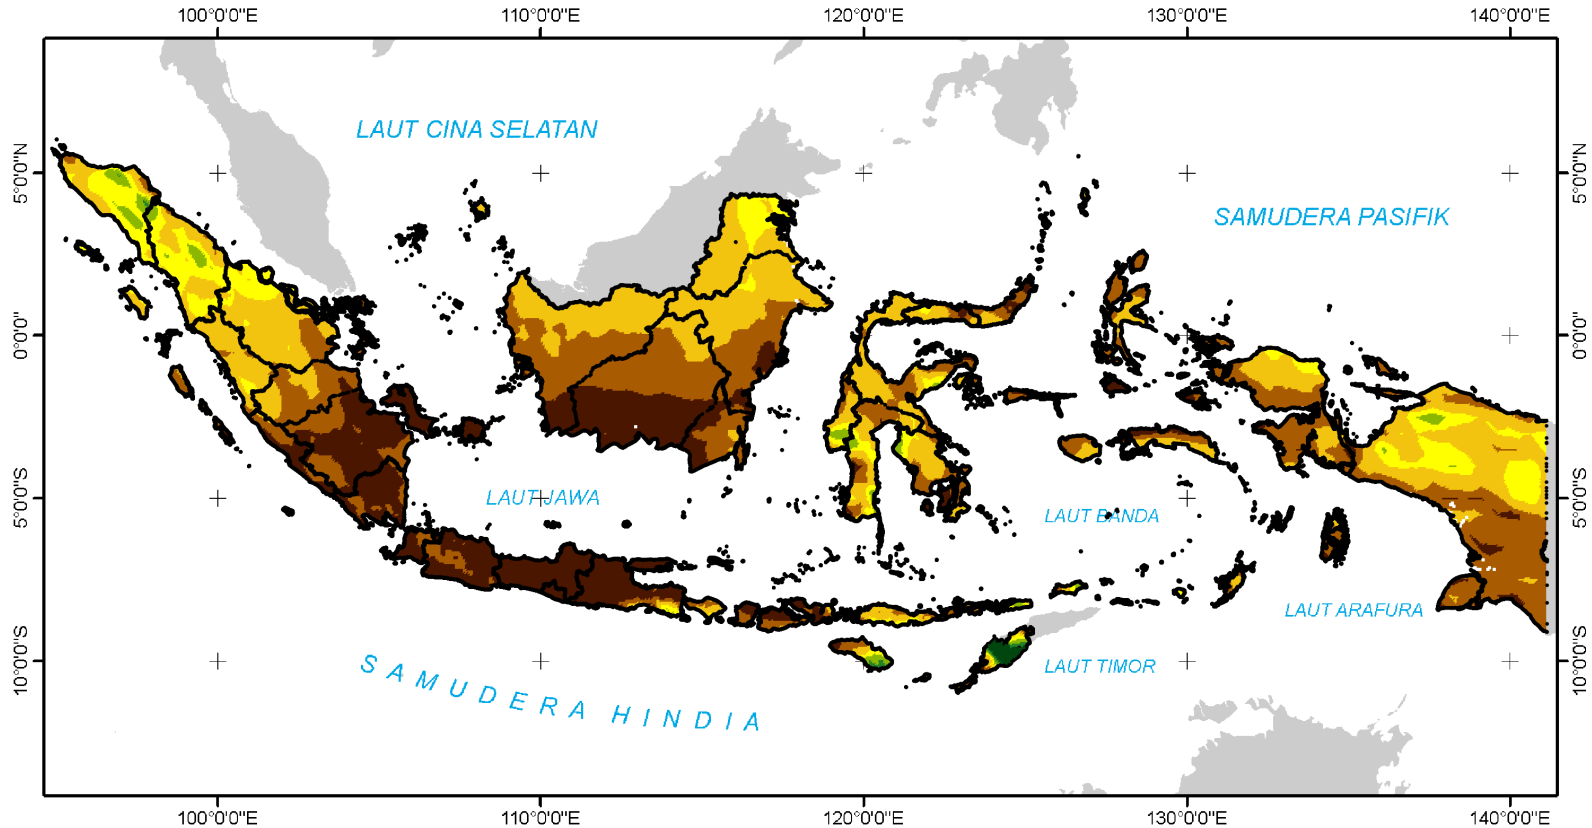 100°0'0"E 110°0'0"E 120°0'0"E 130°0'0"E 140°0'0"E
LAUT CINA SELATAN
5°0'0"N 5°0'0"N
SAMUDERA PASIFIK
0°0'0" 0°0'0"
LAUT JAWA
5°0'0"S 5°0'0"S
LAUT BANDA
LAUT ARAFURA
10°0'0"S 10°0'0"S
LAUT TIMOR
SAMUDERA HINDIA
100°0'0"E 110°0'0"E 120°0'0"E 130°0'0"E 140°0'0"E